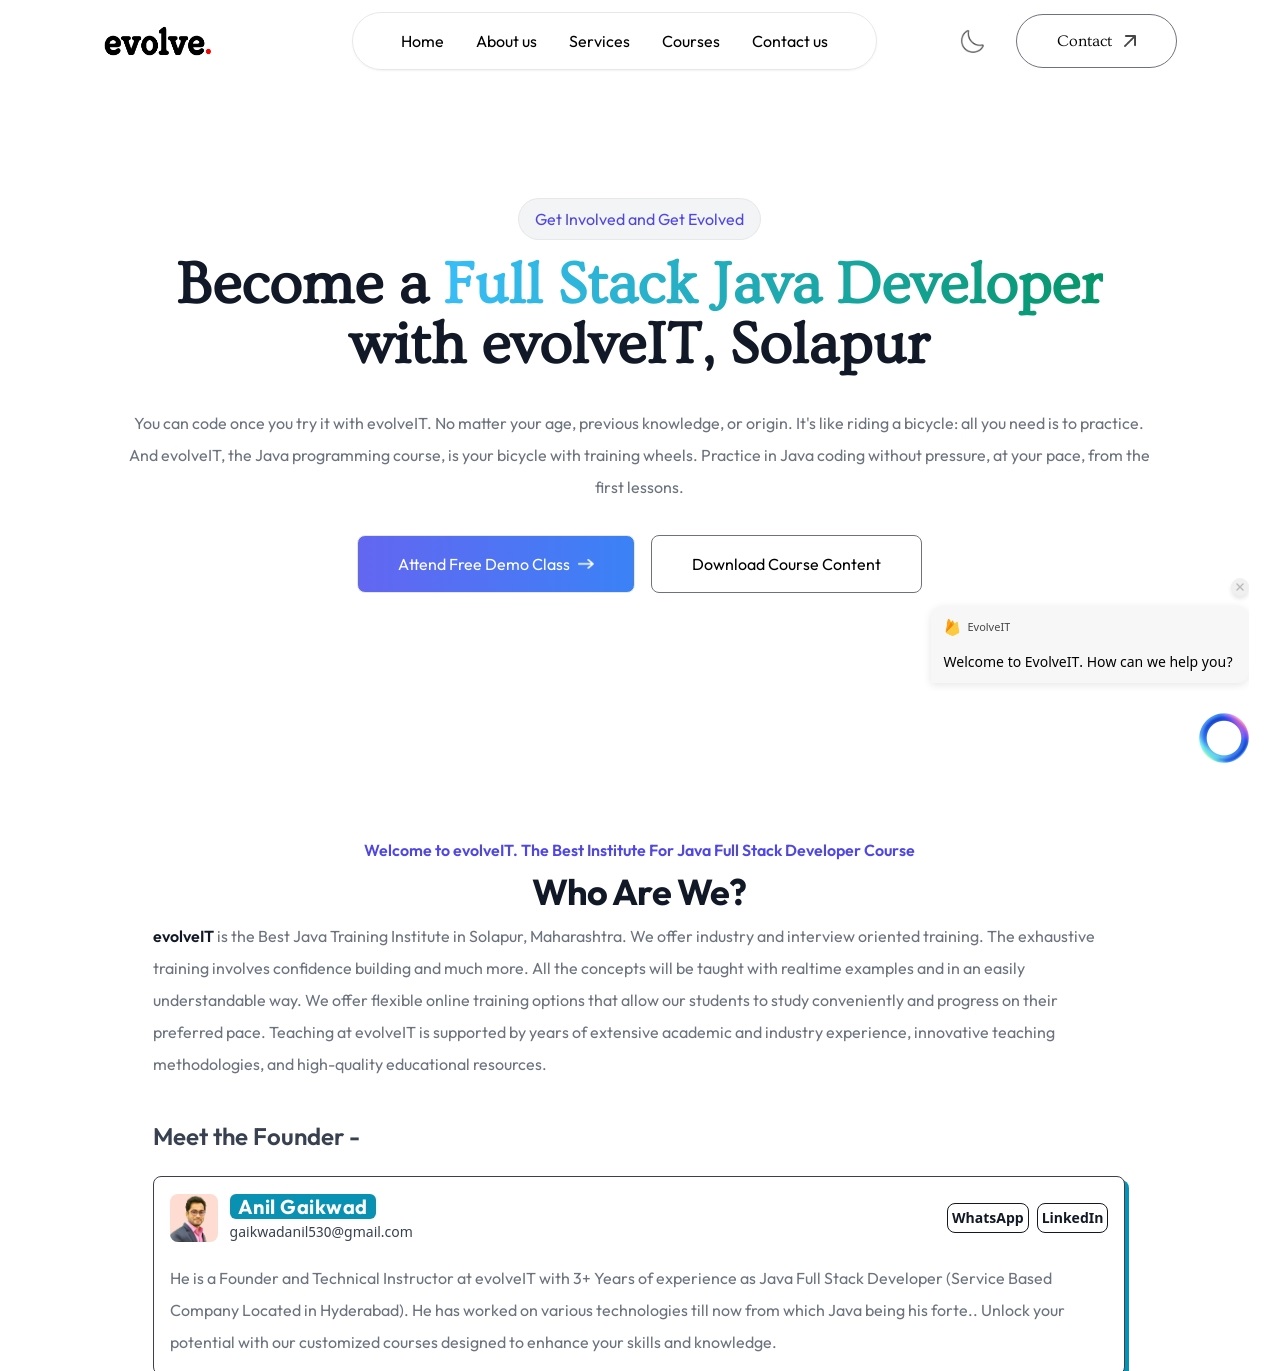 evolve.
Home
About us
Services
Courses
Contact us
Contact
Get Involved and Get Evolved
Become a Full Stack Java Developer
with evolveIT, Solapur
You can code once you try it with evolveIT. No matter your age, previous knowledge, or origin. It's like riding a bicycle: all you need is to practice.
And evolveIT, the Java programming course, is your bicycle with training wheels. Practice in Java coding without pressure, at your pace, from the
first lessons.
Attend Free Demo Class
Download Course Content
EvolveIT
Welcome to EvolveIT. How can we help you?
Welcome to evolveIT. The Best Institute For Java Full Stack Developer Course
Who Are We?
evolveIT is the Best Java Training Institute in Solapur, Maharashtra. We offer industry and interview oriented training. The exhaustive
training involves confidence building and much more. All the concepts will be taught with realtime examples and in an easily
understandable way. We offer flexible online training options that allow our students to study conveniently and progress on their
preferred pace. Teaching at evolveIT is supported by years of extensive academic and industry experience, innovative teaching
methodologies, and high-quality educational resources.
Meet the Founder -
Anil Gaikwad
gaikwadanil530@gmail.com
WhatsApp
LinkedIn
He is a Founder and Technical Instructor at evolveIT with 3+ Years of experience as Java Full Stack Developer (Service Based
Company Located in Hyderabad). He has worked on various technologies till now from which Java being his forte.. Unlock your
potential with our customized courses designed to enhance your skills and knowledge.